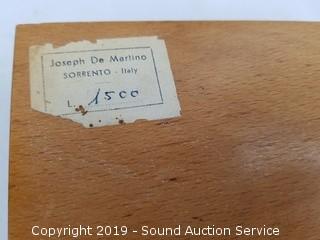 Joseph De Martino
SORRENTO - Italy
L. 1500
Copyright 2019 - Sound Auction Service